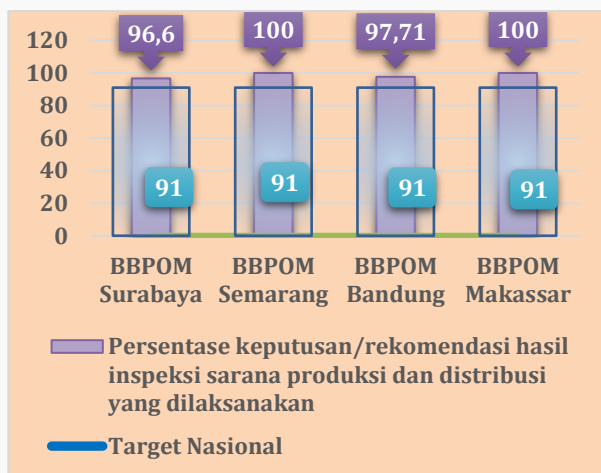 96,6
100
97,71
100
120
100
80
60
40
20
0
91
91
91
91
BBPOM Surabaya
BBPOM Semarang
BBPOM Bandung
BBPOM Makassar
Persentase keputusan/rekomendasi hasil
inspeksi sarana produksi dan distribusi
yang dilaksanakan
Target Nasional